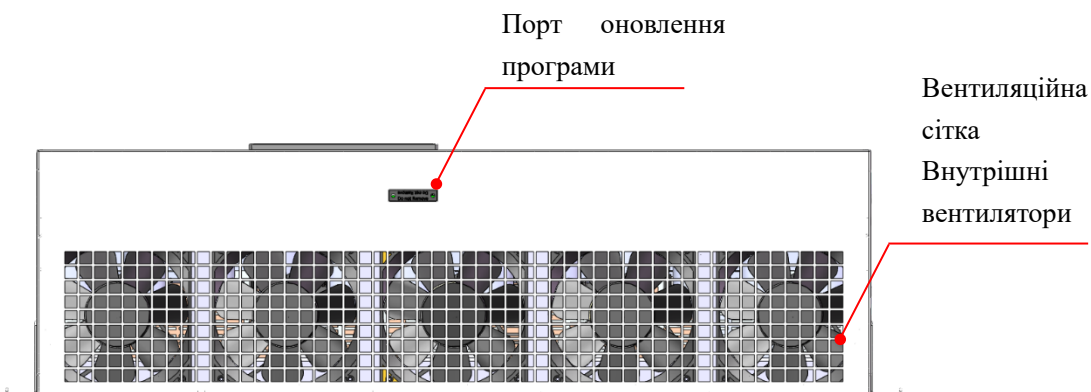 Порт оновлення
програми
Вентиляційна
сітка
Внутрішні
вентилятори